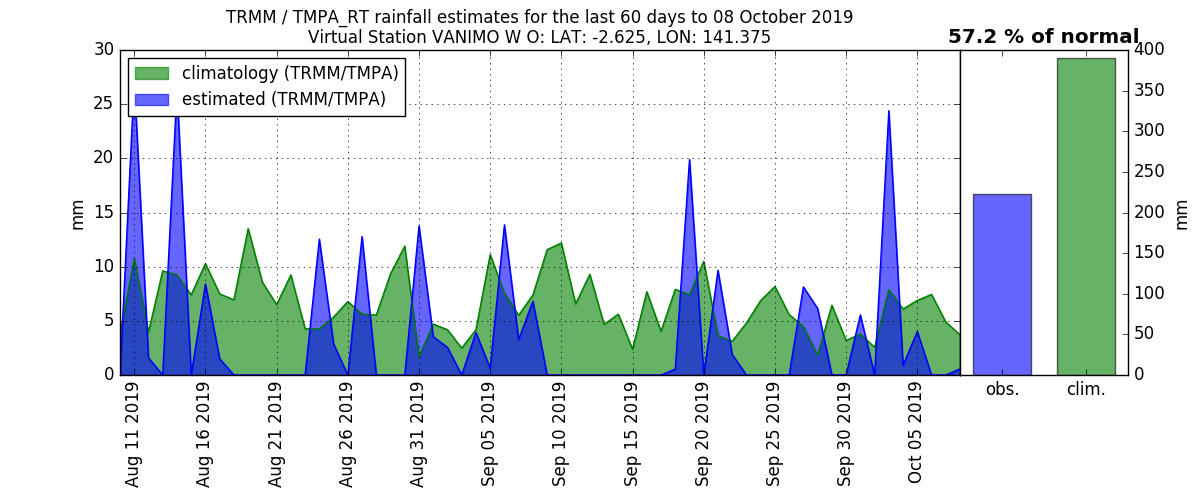 TRMM / TMPA_RT rainfall estimates for the last 60 days to 08 October 2019
Virtual Station VANIMO W O: LAT: -2.625, LON: 141.375
57.2 % of normal
climatology (TRMM/TMPA)
estimated (TRMM/TMPA)
30
25
20
15
10
5
0
mm
400
350
300
250
200
150
100
50
0
mm
Aug 11 2019
Aug 16 2019
Aug 21 2019
Aug 26 2019
Aug 31 2019
Sep 05 2019
Sep 10 2019
Sep 15 2019
Sep 20 2019
Sep 25 2019
Sep 30 2019
Oct 05 2019
obs.
clim.